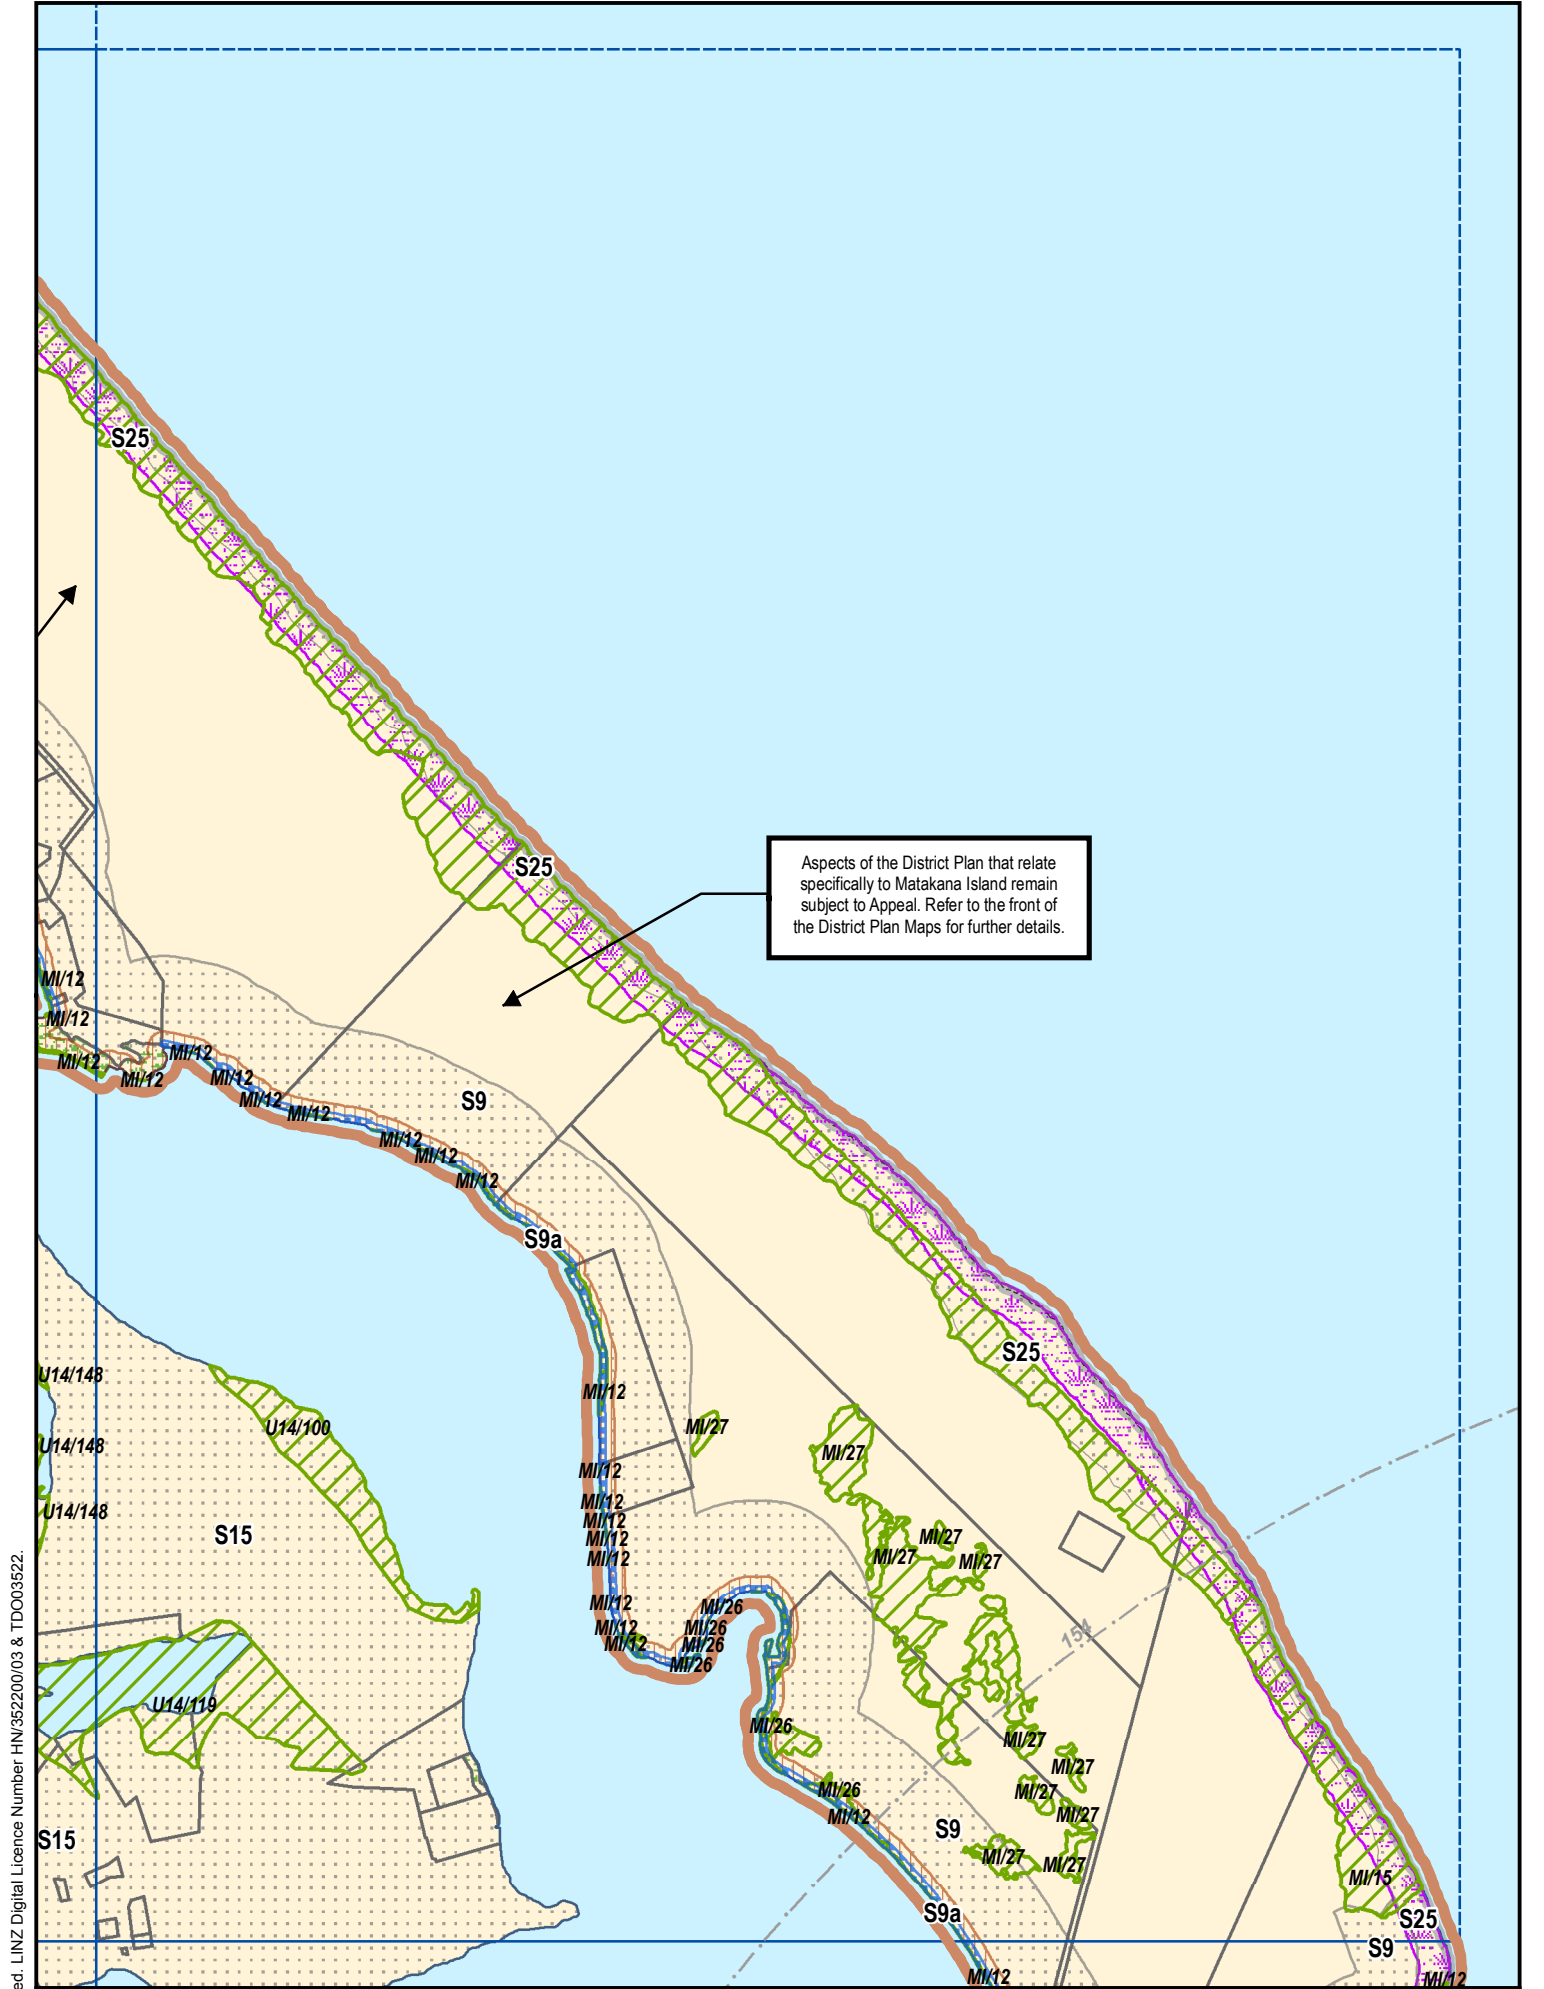 S25
S25
Aspects of the District Plan that relate
specifically to Matakana Island remain
subject to Appeal. Refer to the front of
the District Plan Maps for further details.
MI/12
MI/12
MI/12
MI/12
MI/12
MI/12
MI/12
MI/12
S9
MI/12
MI/12
MI/12
S9a
S25
U14/148
MI/12
U14/100
MI/27
U14/148
MI/27
MI/12
MI/12
U14/148
MI/12
S15
MI/12
MI/27
MI/12
MI/27
MI/27
MI/12
MI/26
MI/12
MI/26
154
MI/12
MI/26
MI/26
U14/119
MI/26
MI/27
MI/27
MI/26
MI/27
MI/12
MI/27
S9
S15
MI/27
MI/27
MI/15
S9a
S25
S9
MI/12
MI/12
ed. LINZ Digital Licence Number HN/352200/03 & TD003522.